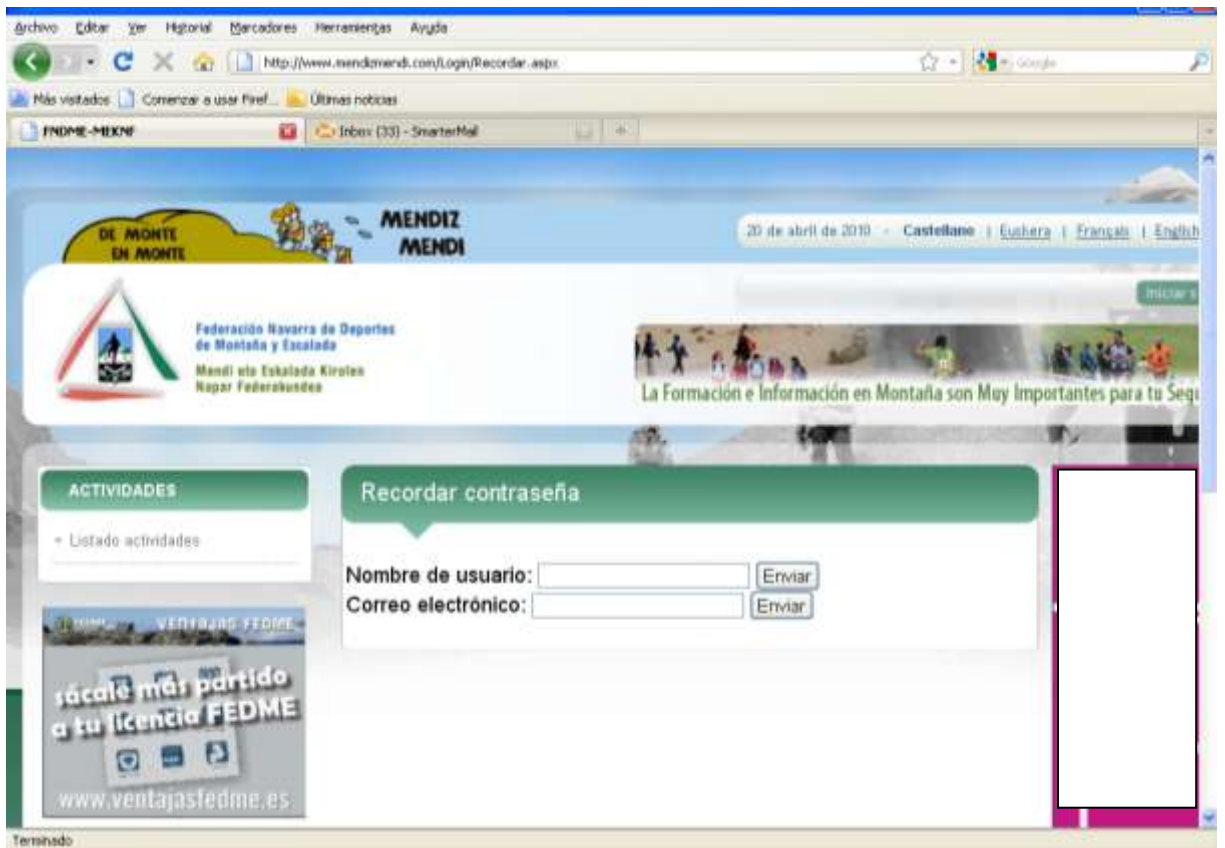 Archivo Editar Ver Historial Marcadores Herramientas Ayuda
http://www.mendizmendi.com/Login/Recordar.aspx
Google
Más visitados Comenzar a usar Firef... Últimas noticias
FNDME-MEKNF Inbox (33) - SmarterMail
DE MONTE
EN MONTE
MENDIZ
MENDI
20 de abril de 2010 - Castellano | Euskera | Français | English
Iniciar s
Federación Navarra de Deportes
de Montaña y Escalada
Mendi eta Eskalada Kirolen
Napar Federakundea
La Formación e Información en Montaña son Muy Importantes para tu Segu
ACTIVIDADES
Listado actividades
Recordar contraseña
Nombre de usuario: Enviar
Correo electrónico: Enviar
VENTAJAS FEDME
sácale más partido
a tu licencia FEDME
www.ventajasfedme.es
Terminado